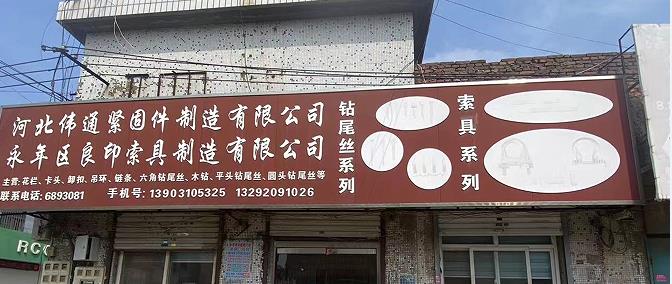 河北伟通紧固件制造有限公司
永年区良印索具制造有限公司
主营:花栏、卡头、卸扣、吊环、链条、六角钻尾丝、木钻、平头钻尾丝、圆头钻尾丝等
联系电话:6893081 手机号:13903105325 13292091026
钻尾丝系列
索具系列
RC